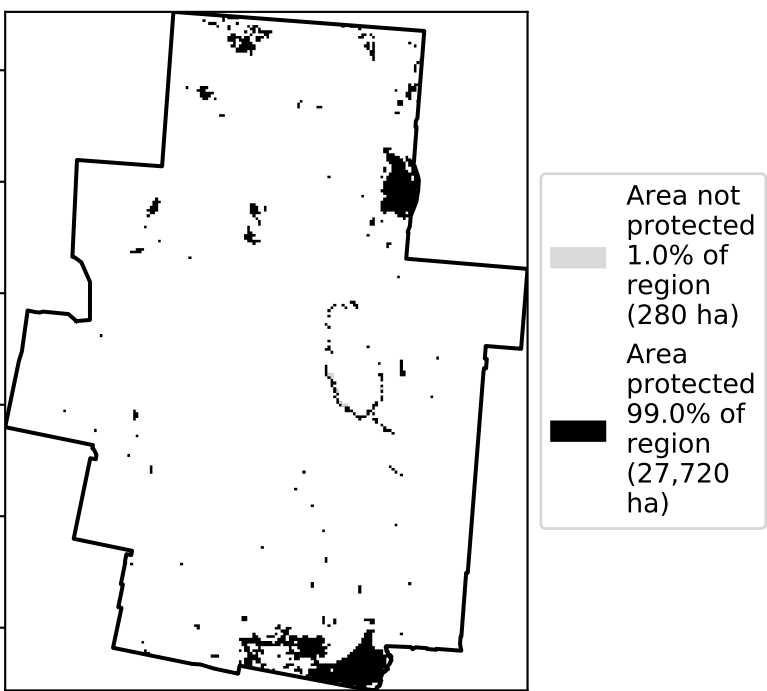 Area not
protected
1.0% of
region
(280 ha)
Area
protected
99.0% of
region
(27,720
ha)